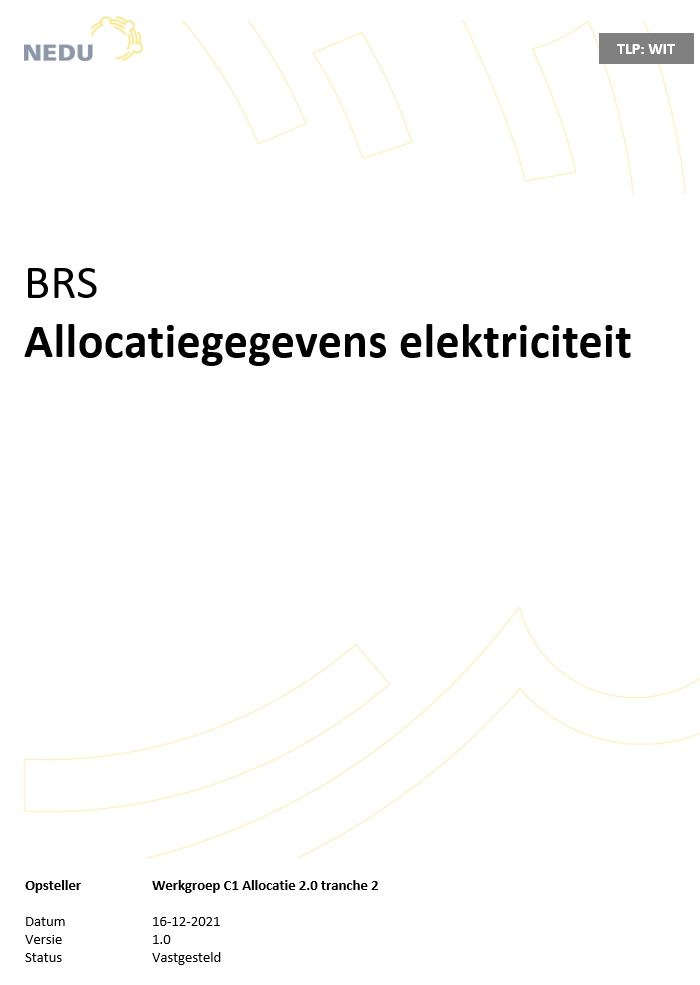 NEDU
TLP: WIT
BRS
Allocatiegegevens elektriciteit
Opsteller Werkgroep C1 Allocatie 2.0 tranche 2
Datum 16-12-2021
Versie 1.0
Status Vastgesteld